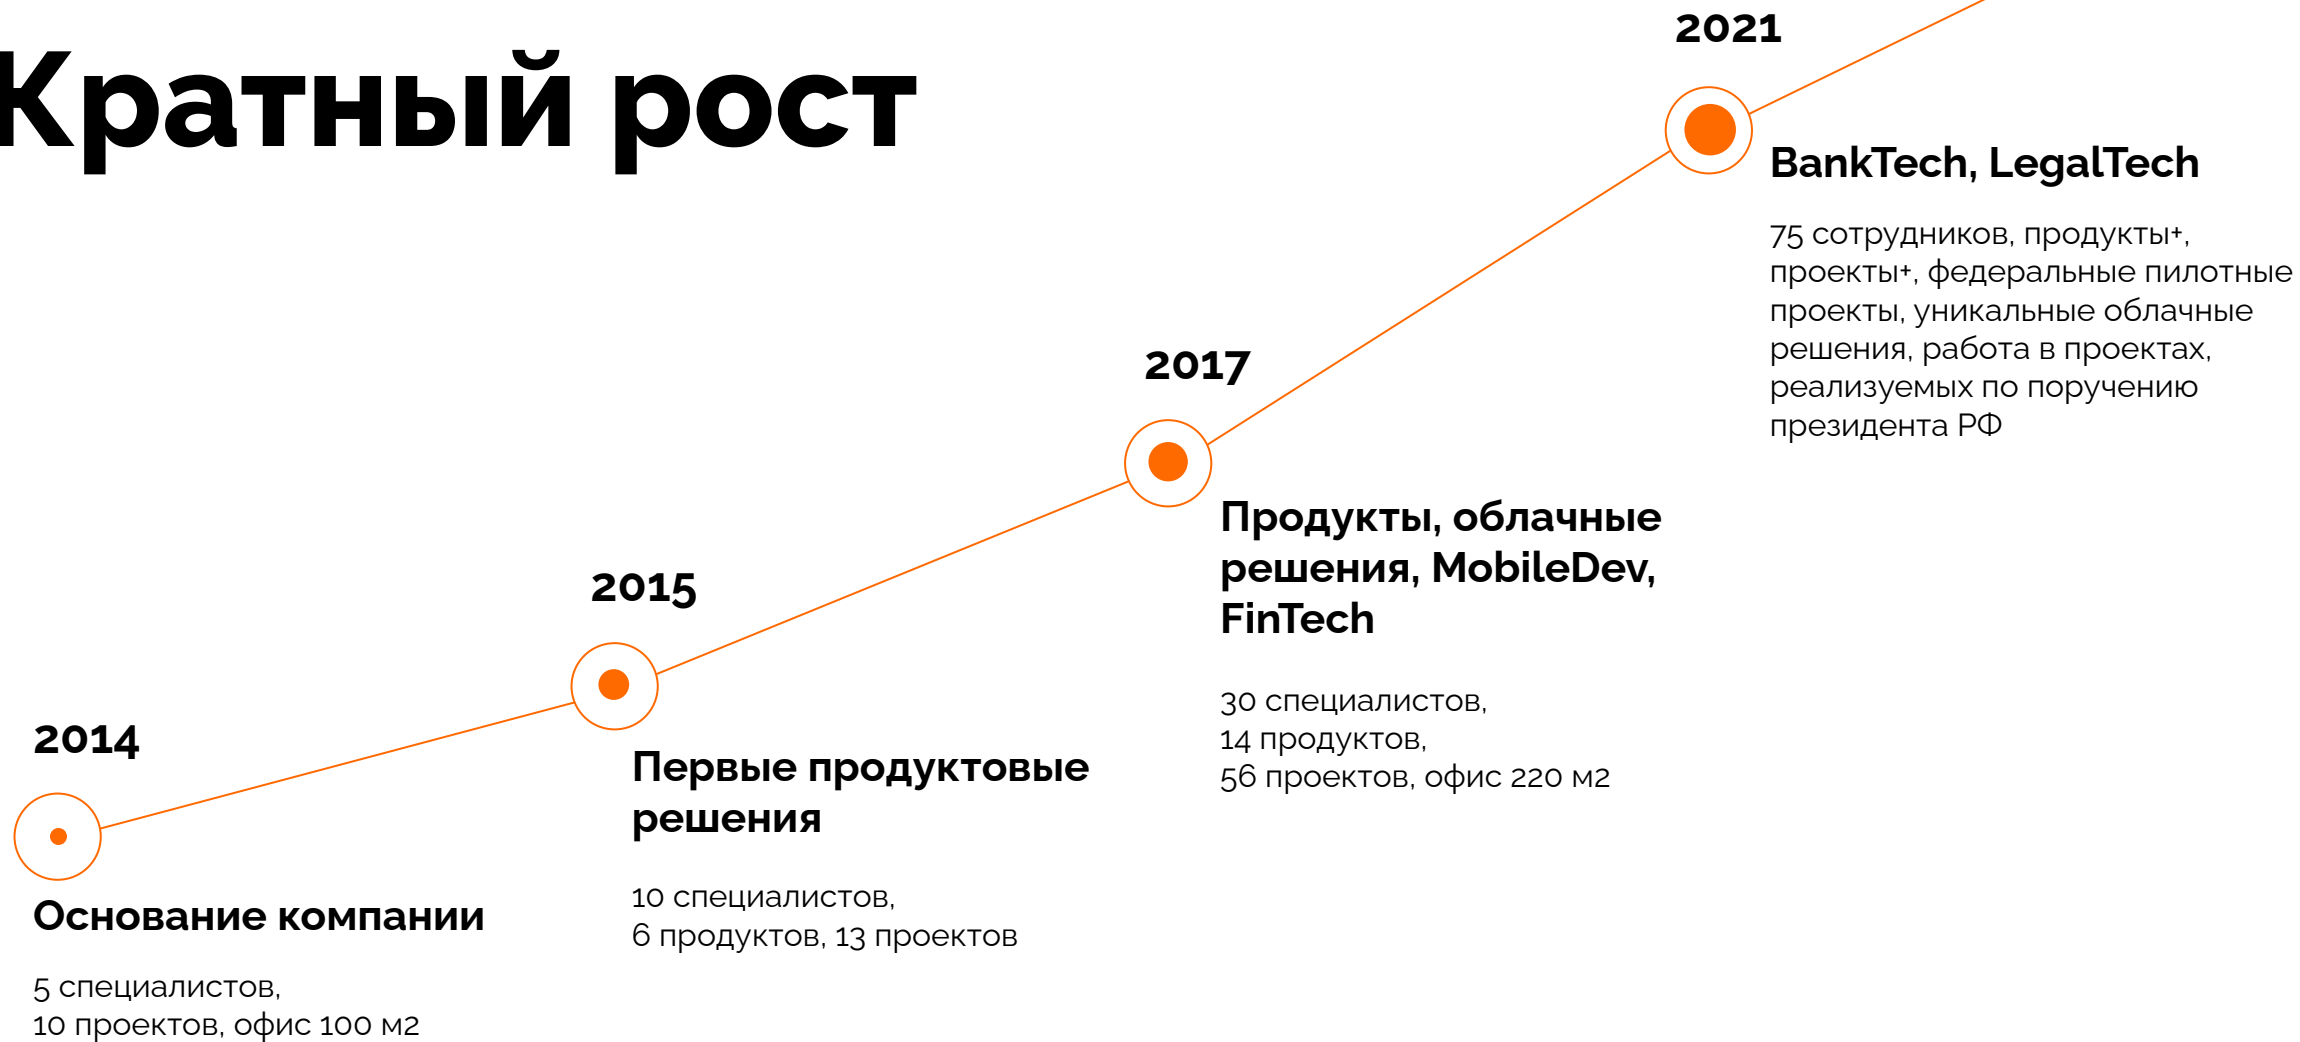 Кратный рост
2014
Основание компании
5 специалистов,
10 проектов, офис 100 м2
2015
Первые продуктовые
решения
10 специалистов,
6 продуктов, 13 проектов
2017
Продукты, облачные
решения, MobileDev,
FinTech
30 специалистов,
14 продуктов,
56 проектов, офис 220 м2
2021
BankTech, LegalTech
75 сотрудников, продукты+,
проекты+, федеральные пилотные
проекты, уникальные облачные
решения, работа в проектах,
реализуемых по поручению
президента РФ